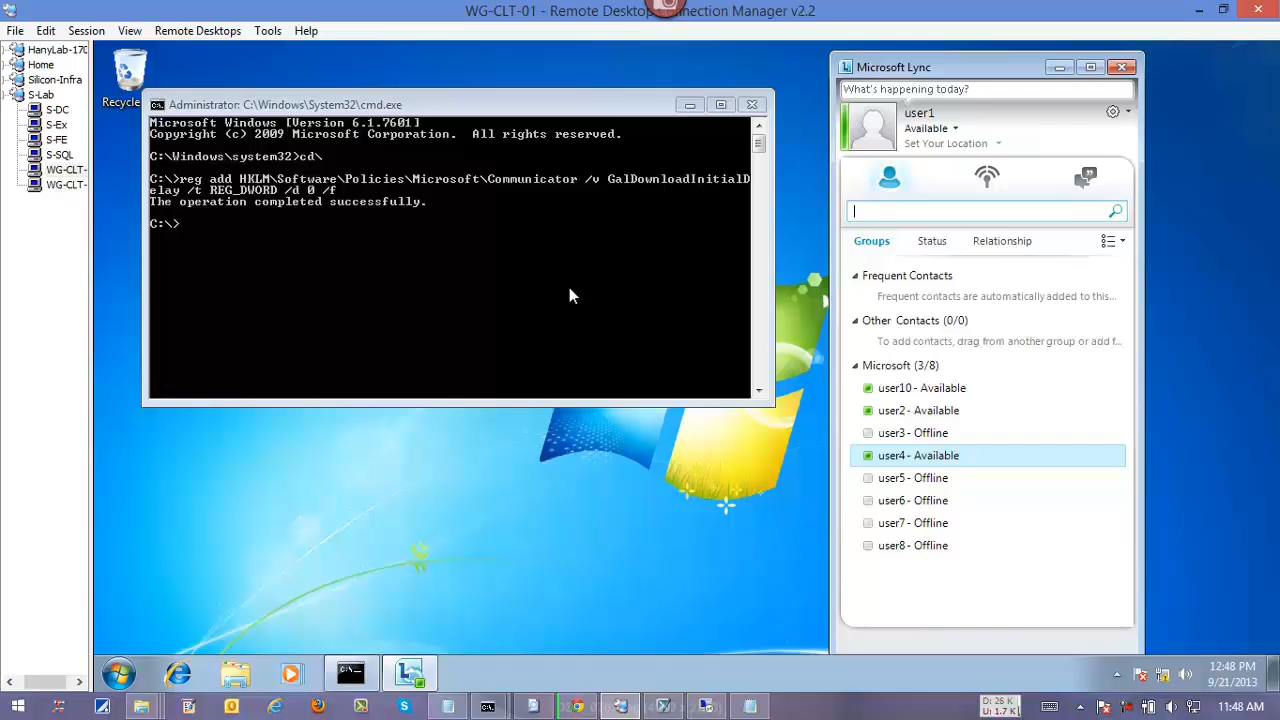 WG-CLT-01 - Remote Desktop Connection Manager v2.2
File Edit Session View Remote Desktops Tools Help
HanyLab-170
Home
Silicon-Infra
S-Lab
S-DC
S-Ex
S-FE
S-SQL
WG-CLT-
WG-CLT-
Recycle
Administrator: C:\Windows\System32\cmd.exe
Microsoft Windows [Version 6.1.7601]
Copyright (c) 2009 Microsoft Corporation. All rights reserved.
C:\Windows\system32>cd\
C:\>reg add HKLM\Software\Policies\Microsoft\Communicator /v GalDownloadInitialD
elay /t REG_DWORD /d 0 /f
The operation completed successfully.
C:\>
Microsoft Lync
What's happening today?
user1
Available
Set Your Location
Groups Status Relationship
Frequent Contacts
Frequent contacts are automatically added to this...
Other Contacts (0/0)
To add contacts, drag from another group or add f...
Microsoft (3/8)
user10 - Available
user2 - Available
user3 - Offline
user4 - Available
user5 - Offline
user6 - Offline
user7 - Offline
user8 - Offline
12:48 PM
9/21/2013
D: 26 K
U: 1.7 K
11:48 AM